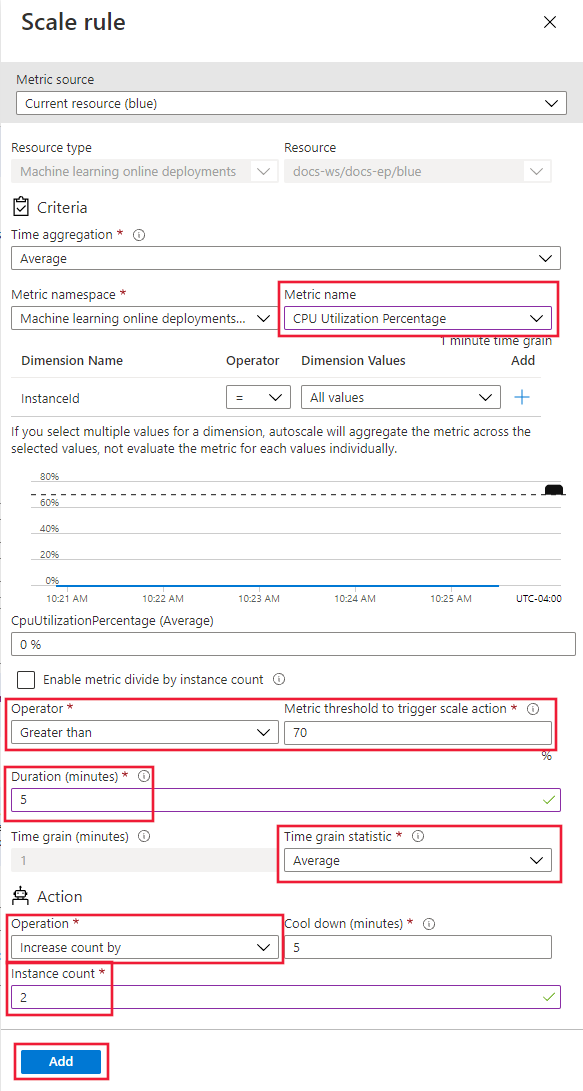 Scale rule
Metric source
Current resource (blue)
Resource type Resource
Machine learning online deployments docs-ws/docs-ep/blue
Criteria
Time aggregation *
Average
Metric namespace * Metric name
Machine learning online deployments... CPU Utilization Percentage
1 minute time grain
Dimension Name Operator Dimension Values Add
InstanceId = All values +
If you select multiple values for a dimension, autoscale will aggregate the metric across the
selected values, not evaluate the metric for each values individually.
80%
60%
40%
20%
0%
10:21 AM 10:22 AM 10:23 AM 10:24 AM 10:25 AM UTC-04:00
CpuUtilizationPercentage (Average)
0 %
Enable metric divide by instance count
Operator * Metric threshold to trigger scale action *
Greater than 70
%
Duration (minutes) *
5
Time grain (minutes) Time grain statistic *
1 Average
Action
Operation * Cool down (minutes) *
Increase count by 5
Instance count *
2
Add